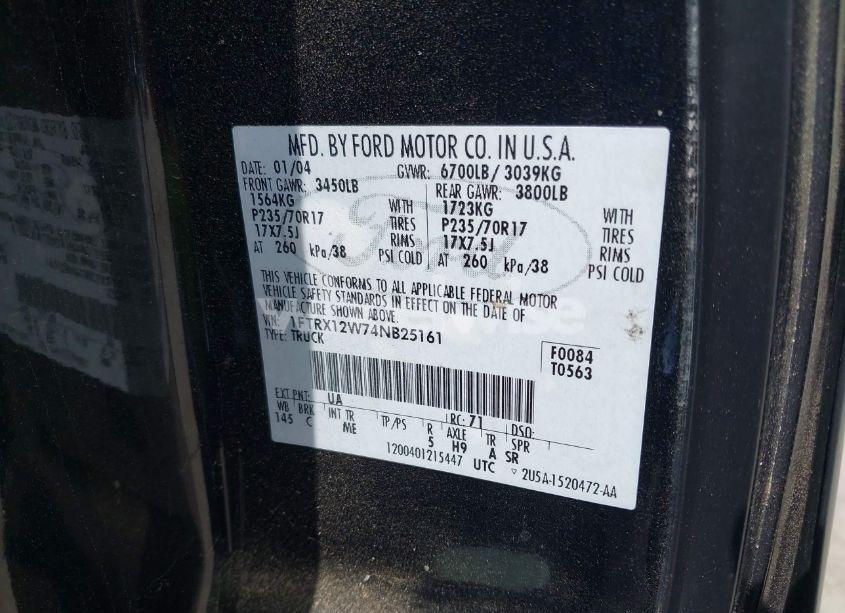 MFD. BY FORD MOTOR CO. IN U.S.A.
DATE: 01/04 GVWR: 6700LB/ 3039KG
FRONT GAWR: 3450LB REAR GAWR: 3800LB
1564KG WITH 1723KG WITH
P235/70R17 TIRES P235/70R17 TIRES
17X7.5J RIMS 17X7.5J RIMS
AT 260 kPa/38 PSI COLD AT 260 kPa/38 PSI COLD
THIS VEHICLE CONFORMS TO ALL APPLICABLE FEDERAL MOTOR
VEHICLE SAFETY STANDARDS IN EFFECT ON THE DATE OF
MANUFACTURE SHOWN ABOVE.
VIN: 1FTRX12W74NB25161
TYPE: TRUCK
F0084
T0563
EXT PNT: UA RC: 71 DSO:
WB BRK INT TR TP/PS R AXLE TR SPR
145 C ME 5 H9 A SR
1200401215447 UTC ▽ 2U5A-1520472-AA
Ford